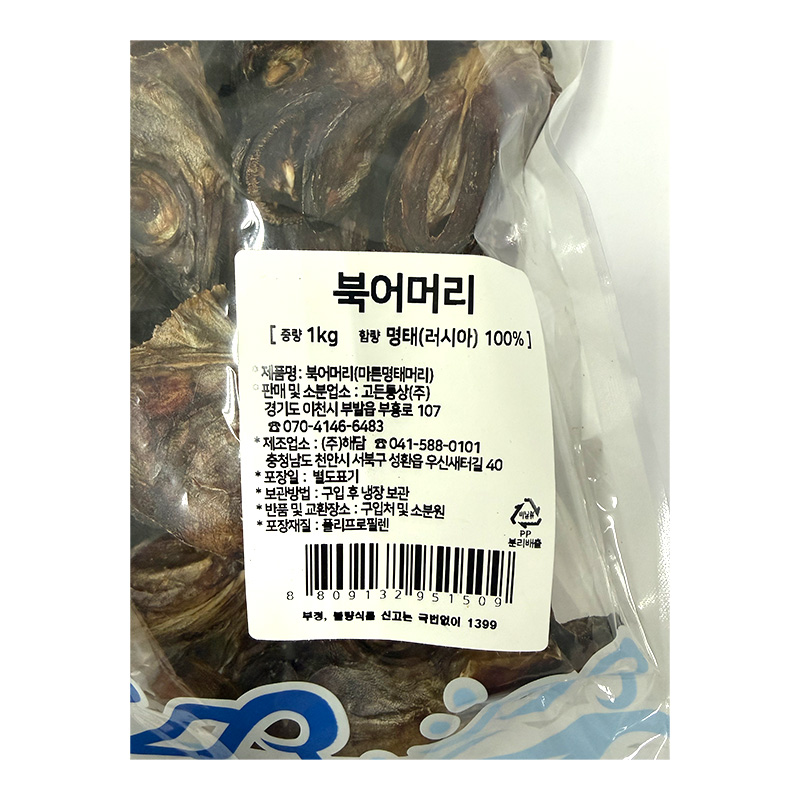 북어머리
[ 중량 1kg 함량 명태(러시아) 100% ]
* 제품명 : 북어머리(마른명태머리)
* 판매 및 소분업소 : 고든통상(주)
경기도 이천시 부발읍 부흥로 107
☎070-4146-6483
* 제조업소 : (주)해담 ☎041-588-0101
충청남도 천안시 서북구 성환읍 우신새터길 40
* 포장일 : 별도표기
* 보관방법 : 구입 후 냉장 보관
* 반품 및 교환장소 : 구입처 및 소분원
* 포장재질 : 폴리프로필렌
비닐류
PP
분리배출
8 809132 951509
부정, 불량식품 신고는 국번없이 1399